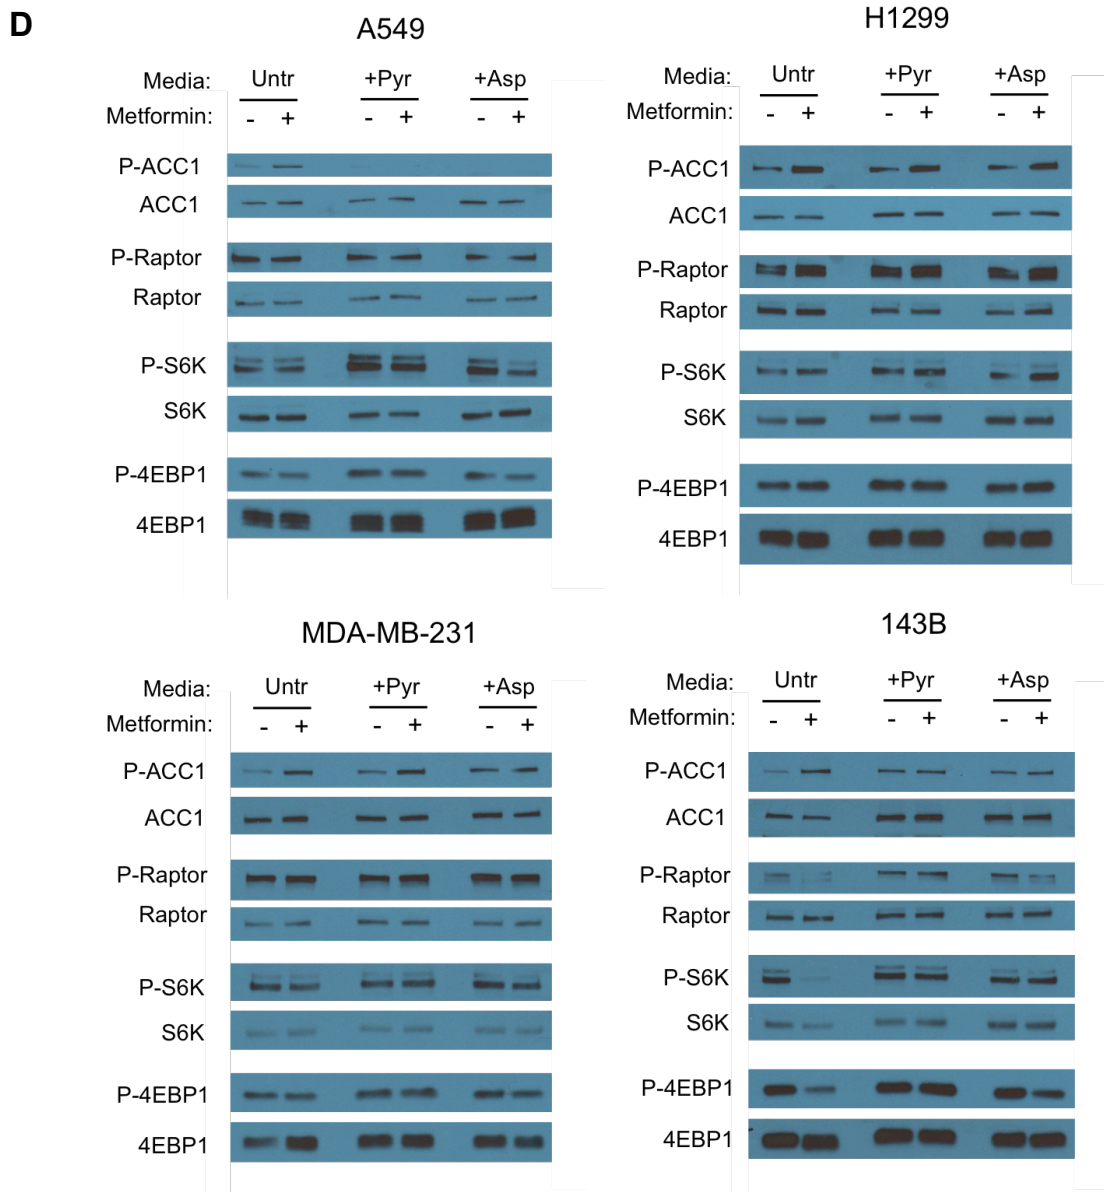 D
A549
Media: Untr +Pyr +Asp
Metformin: - + - + - +
P-ACC1
ACC1
P-Raptor
Raptor
P-S6K
S6K
P-4EBP1
4EBP1
H1299
Media: Untr +Pyr +Asp
Metformin: - + - + - +
P-ACC1
ACC1
P-Raptor
Raptor
P-S6K
S6K
P-4EBP1
4EBP1
MDA-MB-231
Media: Untr +Pyr +Asp
Metformin: - + - + - +
P-ACC1
ACC1
P-Raptor
Raptor
P-S6K
S6K
P-4EBP1
4EBP1
143B
Media: Untr +Pyr +Asp
Metformin: - + - + - +
P-ACC1
ACC1
P-Raptor
Raptor
P-S6K
S6K
P-4EBP1
4EBP1